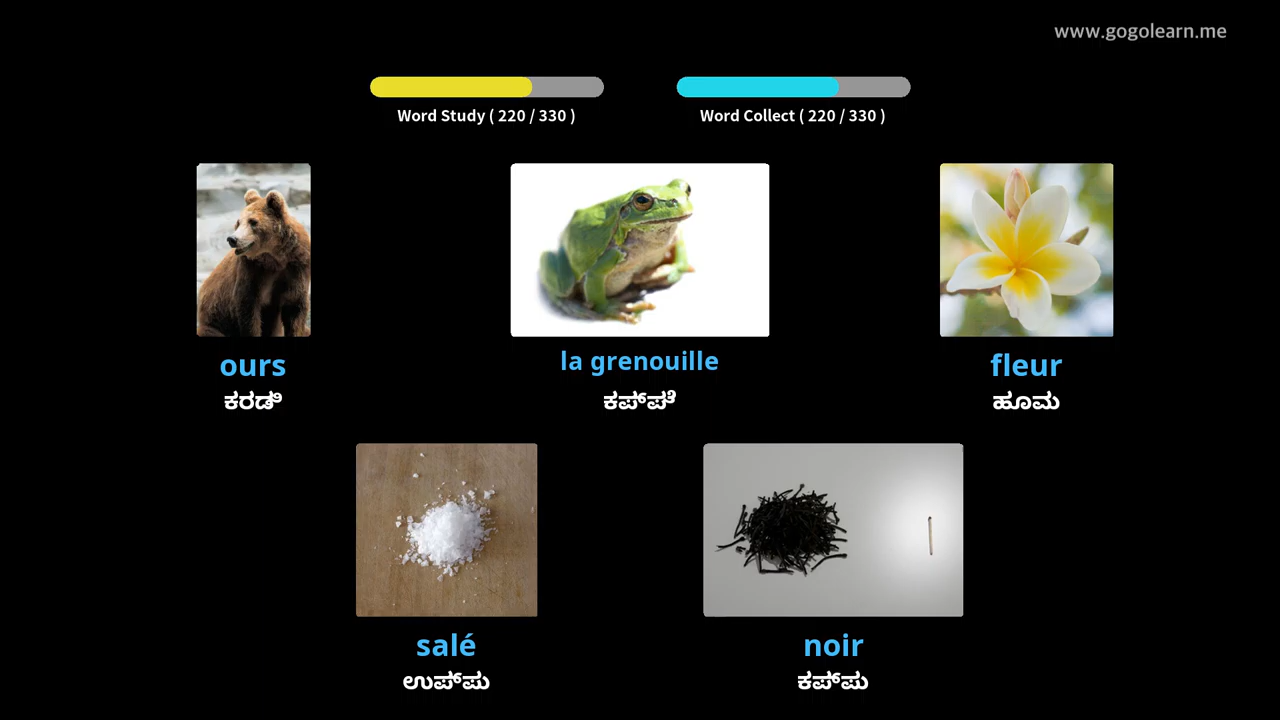 www.gogolearn.me
Word Study ( 220 / 330 )
Word Collect ( 220 / 330 )
ours
ಕರಡಿ
la grenouille
ಕಪ್ಪೆ
fleur
ಹೂಮ
salé
ಉಪ್ಪು
noir
ಕಪ್ಪು